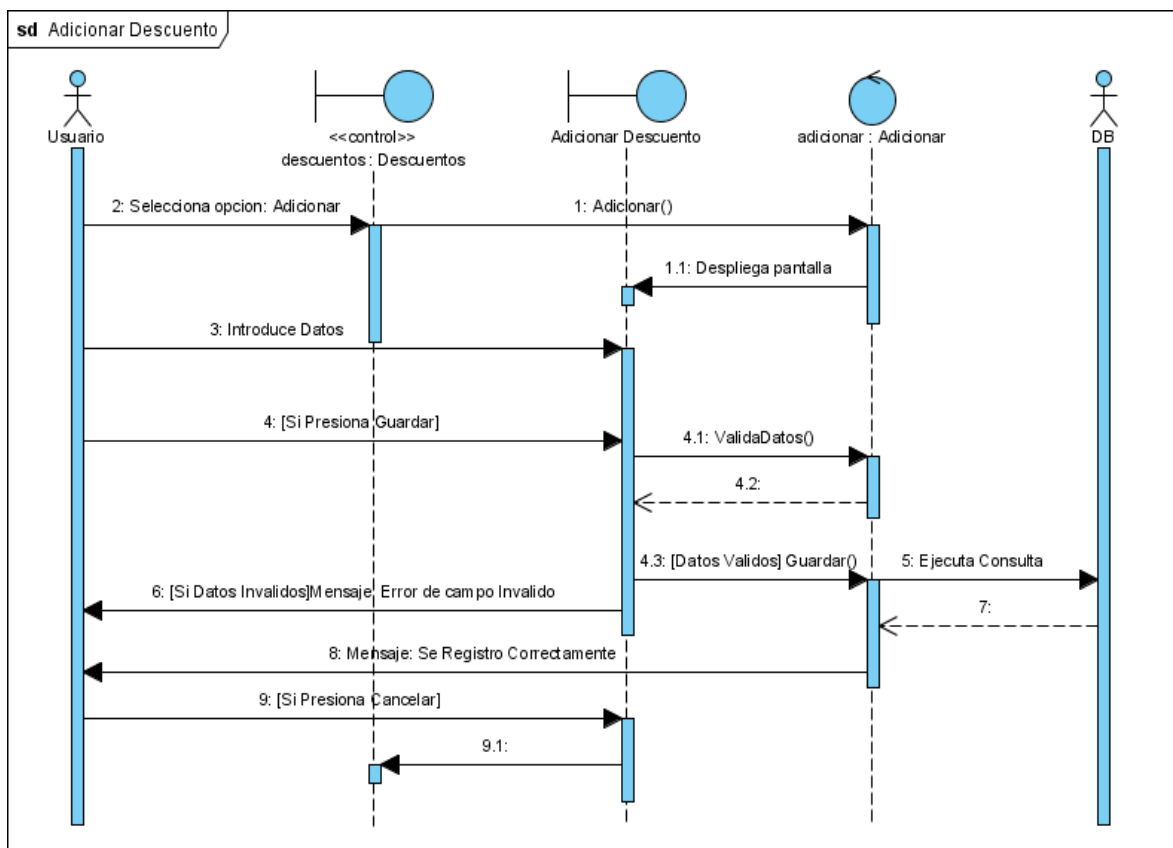 sd Adicionar Descuento
Usuario
<<control>>
descuentos : Descuentos
Adicionar Descuento
adicionar : Adicionar
DB
2: Selecciona opcion: Adicionar
1: Adicionar()
1.1: Despliega pantalla
3: Introduce Datos
4: [Si Presiona Guardar]
4.1: ValidaDatos()
4.2:
4.3: [Datos Validos] Guardar()
5: Ejecuta Consulta
6: [Si Datos Invalidos]Mensaje: Error de campo Invalido
7:
8: Mensaje: Se Registro Correctamente
9: [Si Presiona Cancelar]
9.1: